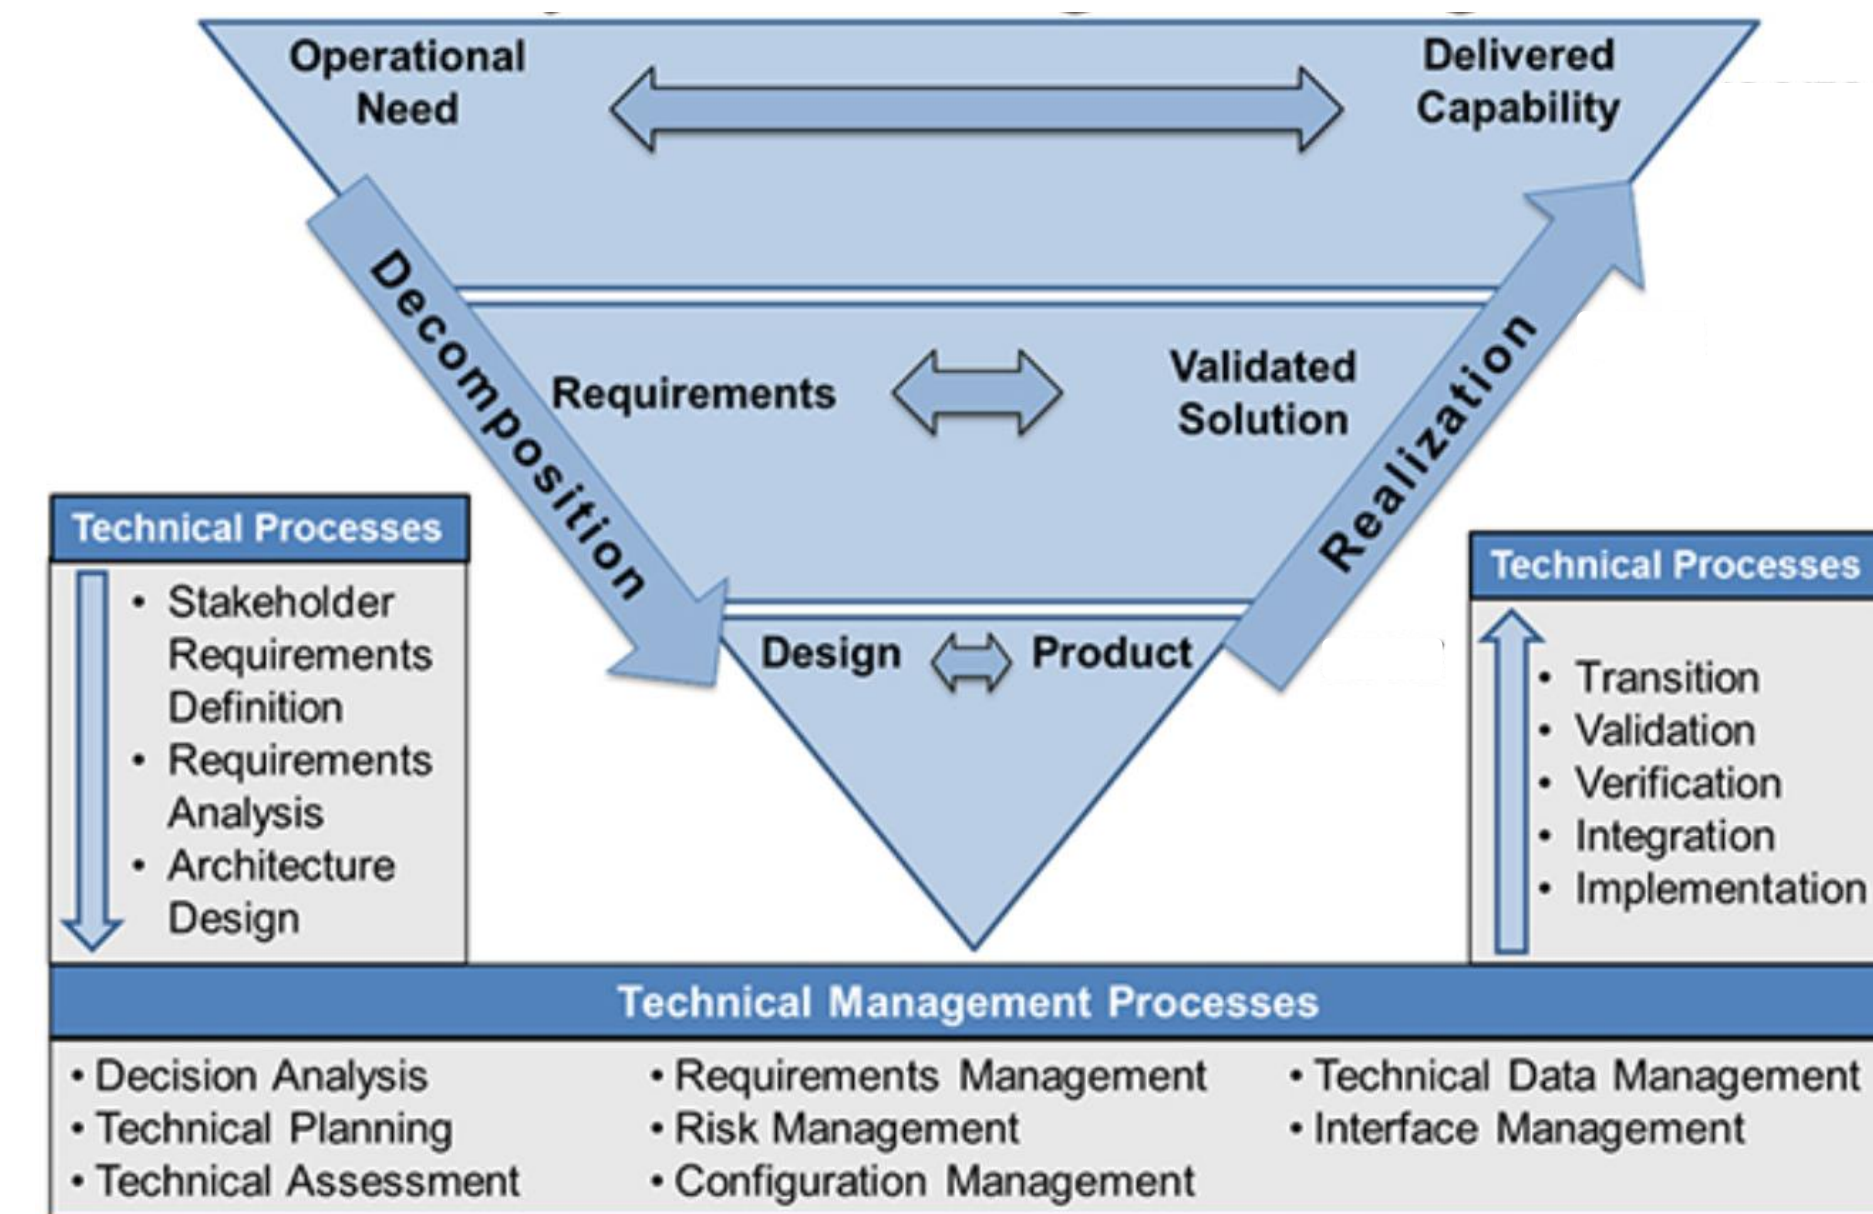 Operational
Need
Delivered
Capability
Decomposition
Realization
Requirements
Validated
Solution
Design
Product
Technical Processes
• Stakeholder
Requirements
Definition
• Requirements
Analysis
• Architecture
Design
Technical Processes
• Transition
• Validation
• Verification
• Integration
• Implementation
Technical Management Processes
• Decision Analysis
• Technical Planning
• Technical Assessment
• Requirements Management
• Risk Management
• Configuration Management
• Technical Data Management
• Interface Management